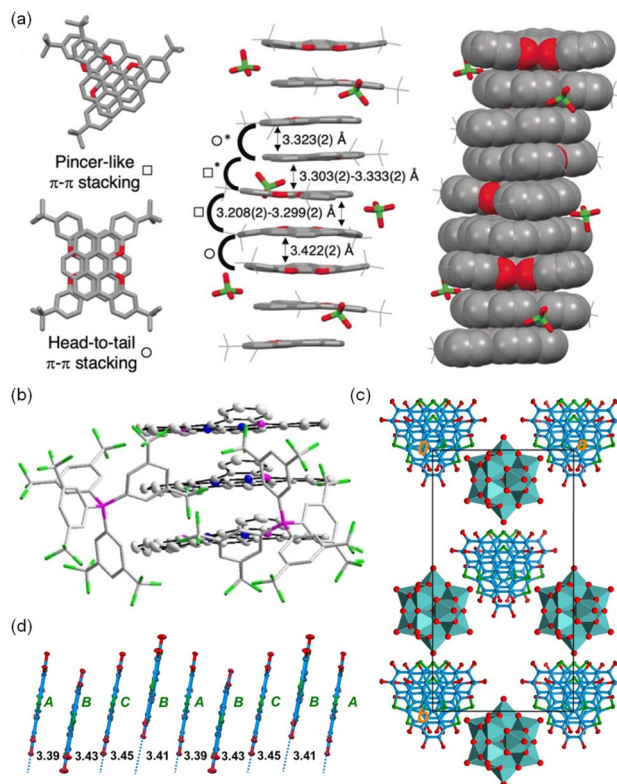 (a)
Pincer-like □
π-π stacking
Head-to-tail
π-π stacking ○
○*
3.323(2) Å
□*
3.303(2)-3.333(2) Å
□
3.208(2)-3.299(2) Å
○
3.422(2) Å
(b)
(c)
0
a
b
(d)
A B C B A B C B A
3.39 3.43 3.45 3.41 3.39 3.43 3.45 3.41